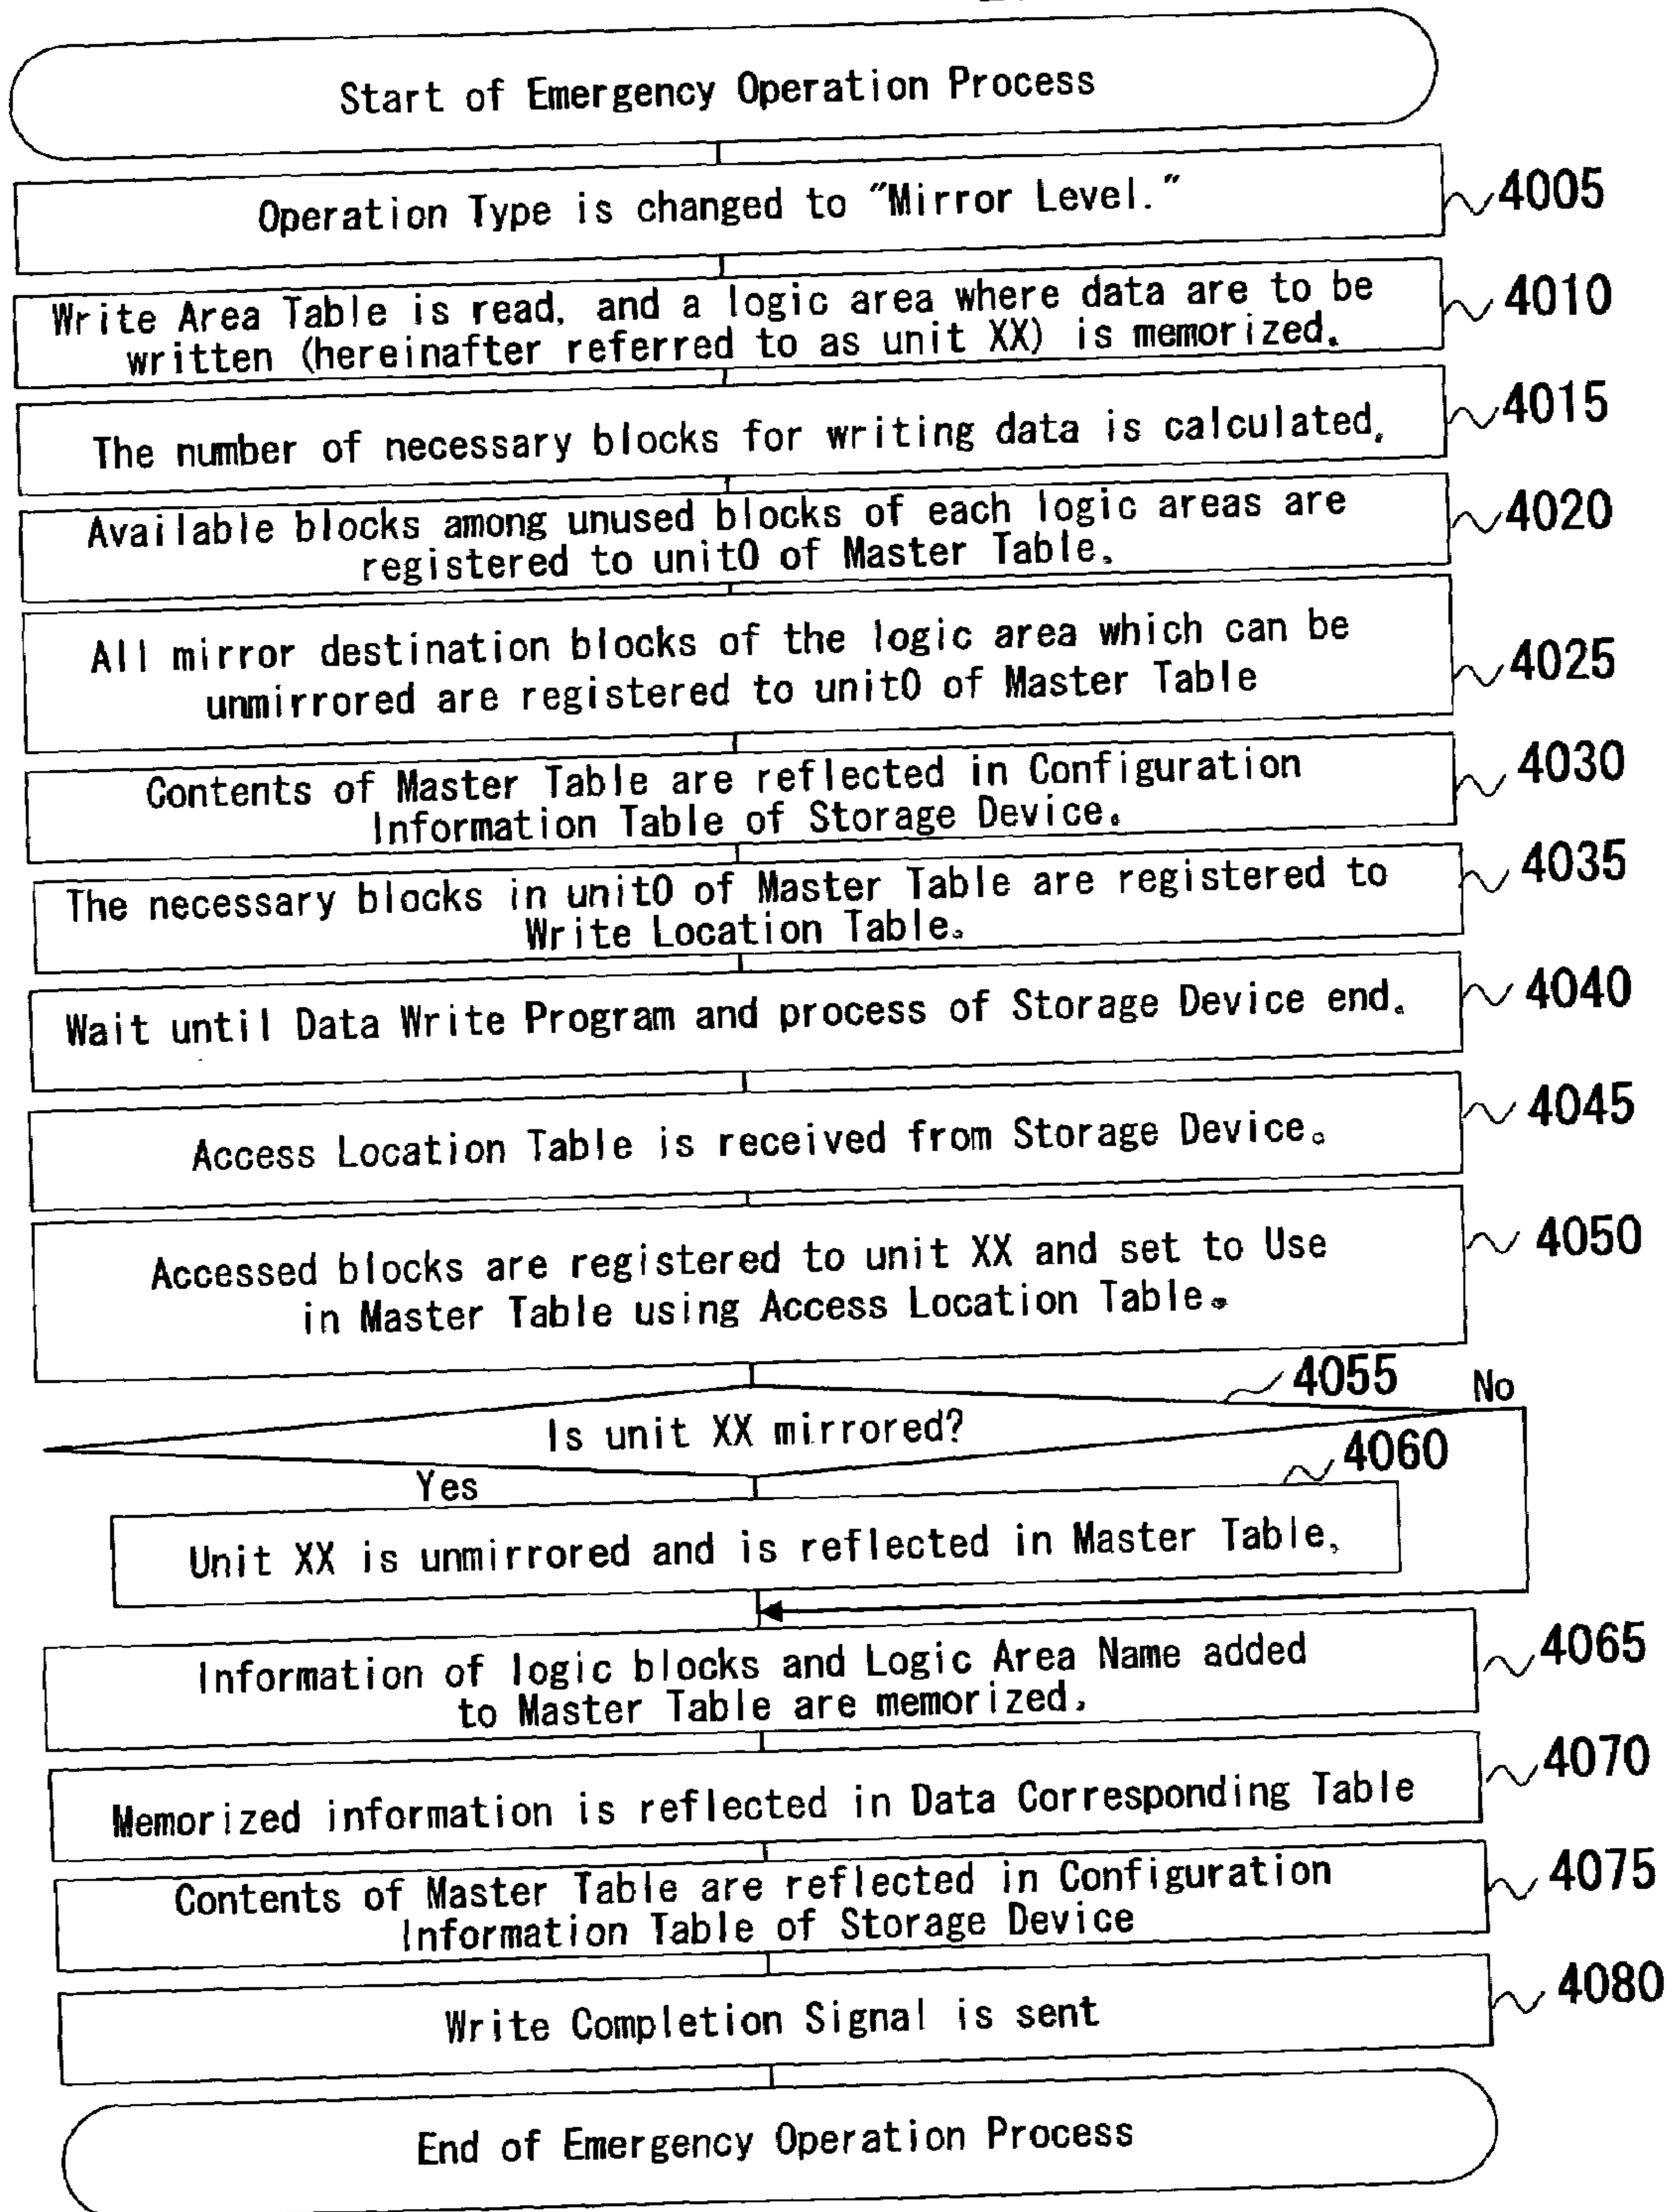 Start of Emergency Operation Process
Operation Type is changed to "Mirror Level."
4005
Write Area Table is read, and a logic area where data are to be
written (hereinafter referred to as unit XX) is memorized.
4010
The number of necessary blocks for writing data is calculated.
4015
Available blocks among unused blocks of each logic areas are
registered to unit0 of Master Table.
4020
All mirror destination blocks of the logic area which can be
unmirrored are registered to unit0 of Master Table
4025
Contents of Master Table are reflected in Configuration
Information Table of Storage Device.
4030
The necessary blocks in unit0 of Master Table are registered to
Write Location Table.
4035
Wait until Data Write Program and process of Storage Device end.
4040
Access Location Table is received from Storage Device.
4045
Accessed blocks are registered to unit XX and set to Use
in Master Table using Access Location Table.
4050
4055
No
Is unit XX mirrored?
4060
Yes
Unit XX is unmirrored and is reflected in Master Table.
Information of logic blocks and Logic Area Name added
to Master Table are memorized.
4065
Memorized information is reflected in Data Corresponding Table
4070
Contents of Master Table are reflected in Configuration
Information Table of Storage Device
4075
Write Completion Signal is sent
4080
End of Emergency Operation Process